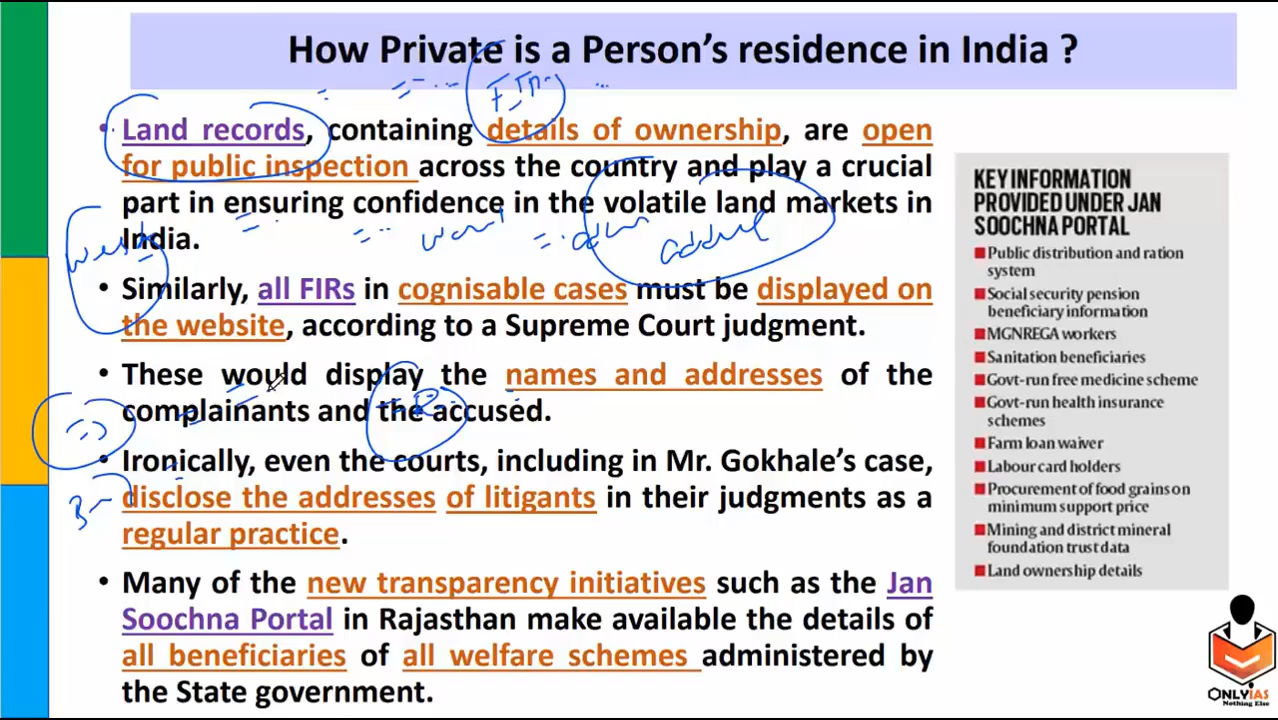 How Private is a Person's residence in India ?
• Land records, containing details of ownership, are open
for public inspection across the country and play a crucial
part in ensuring confidence in the volatile land markets in
India.
• Similarly, all FIRs in cognisable cases must be displayed on
the website, according to a Supreme Court judgment.
• These would display the names and addresses of the
complainants and the accused.
• Ironically, even the courts, including in Mr. Gokhale's case,
disclose the addresses of litigants in their judgments as a
regular practice.
• Many of the new transparency initiatives such as the Jan
Soochna Portal in Rajasthan make available the details of
all beneficiaries of all welfare schemes administered by
the State government.
KEY INFORMATION
PROVIDED UNDER JAN
SOOCHNA PORTAL
Public distribution and ration
system
Social security pension
beneficiary information
MGNREGA workers
Sanitation beneficiaries
Govt-run free medicine scheme
Govt-run health insurance
schemes
Farm loan waiver
Labour card holders
Procurement of food grains on
minimum support price
Mining and district mineral
foundation trust data
Land ownership details
ONLYIAS
Nothing Else